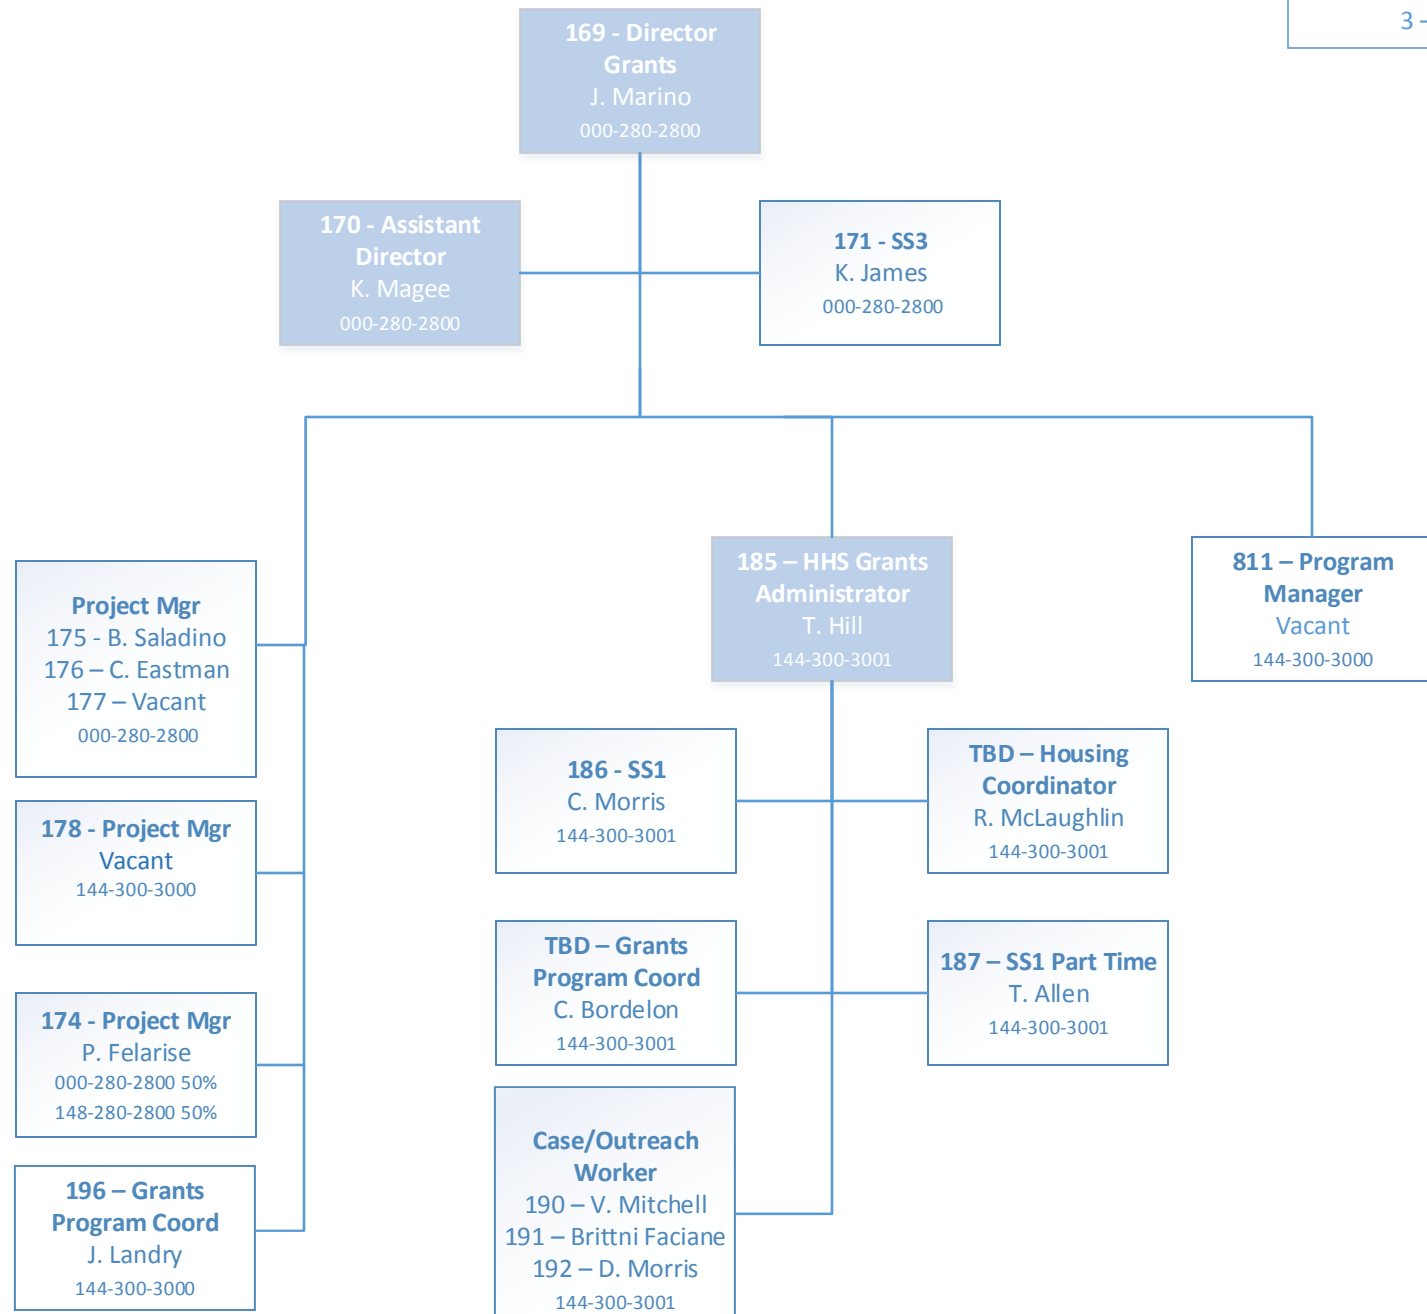 3 –
169 - Director
Grants
J. Marino
000-280-2800
170 - Assistant
Director
K. Magee
000-280-2800
171 - SS3
K. James
000-280-2800
Project Mgr
175 - B. Saladino
176 – C. Eastman
177 – Vacant
000-280-2800
185 – HHS Grants
Administrator
T. Hill
144-300-3001
811 – Program
Manager
Vacant
144-300-3000
178 - Project Mgr
Vacant
144-300-3000
186 - SS1
C. Morris
144-300-3001
TBD – Housing
Coordinator
R. McLaughlin
144-300-3001
174 - Project Mgr
P. Felarise
000-280-2800 50%
148-280-2800 50%
TBD – Grants
Program Coord
C. Bordelon
144-300-3001
187 – SS1 Part Time
T. Allen
144-300-3001
196 – Grants
Program Coord
J. Landry
144-300-3000
Case/Outreach
Worker
190 – V. Mitchell
191 – Brittni Faciane
192 – D. Morris
144-300-3001